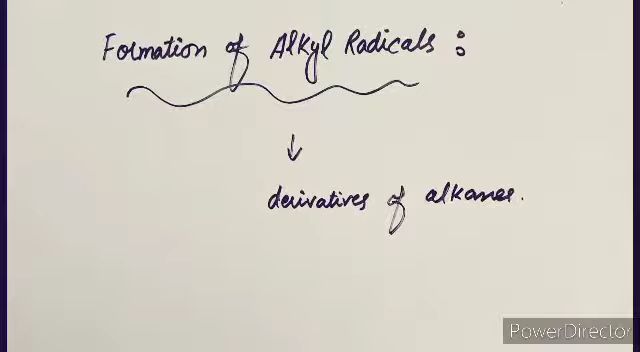 Formation of Alkyl Radicals :
↓
derivatives of alkanes.
PowerDirector